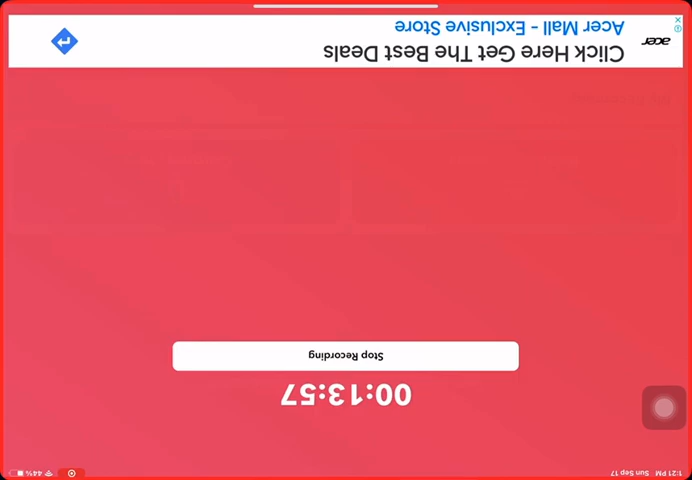 1:21 PM Sun Sep 17
44%
00:13:57
Stop Recording
acer
Click Here Get The Best Deals
Acer Mall - Exclusive Store